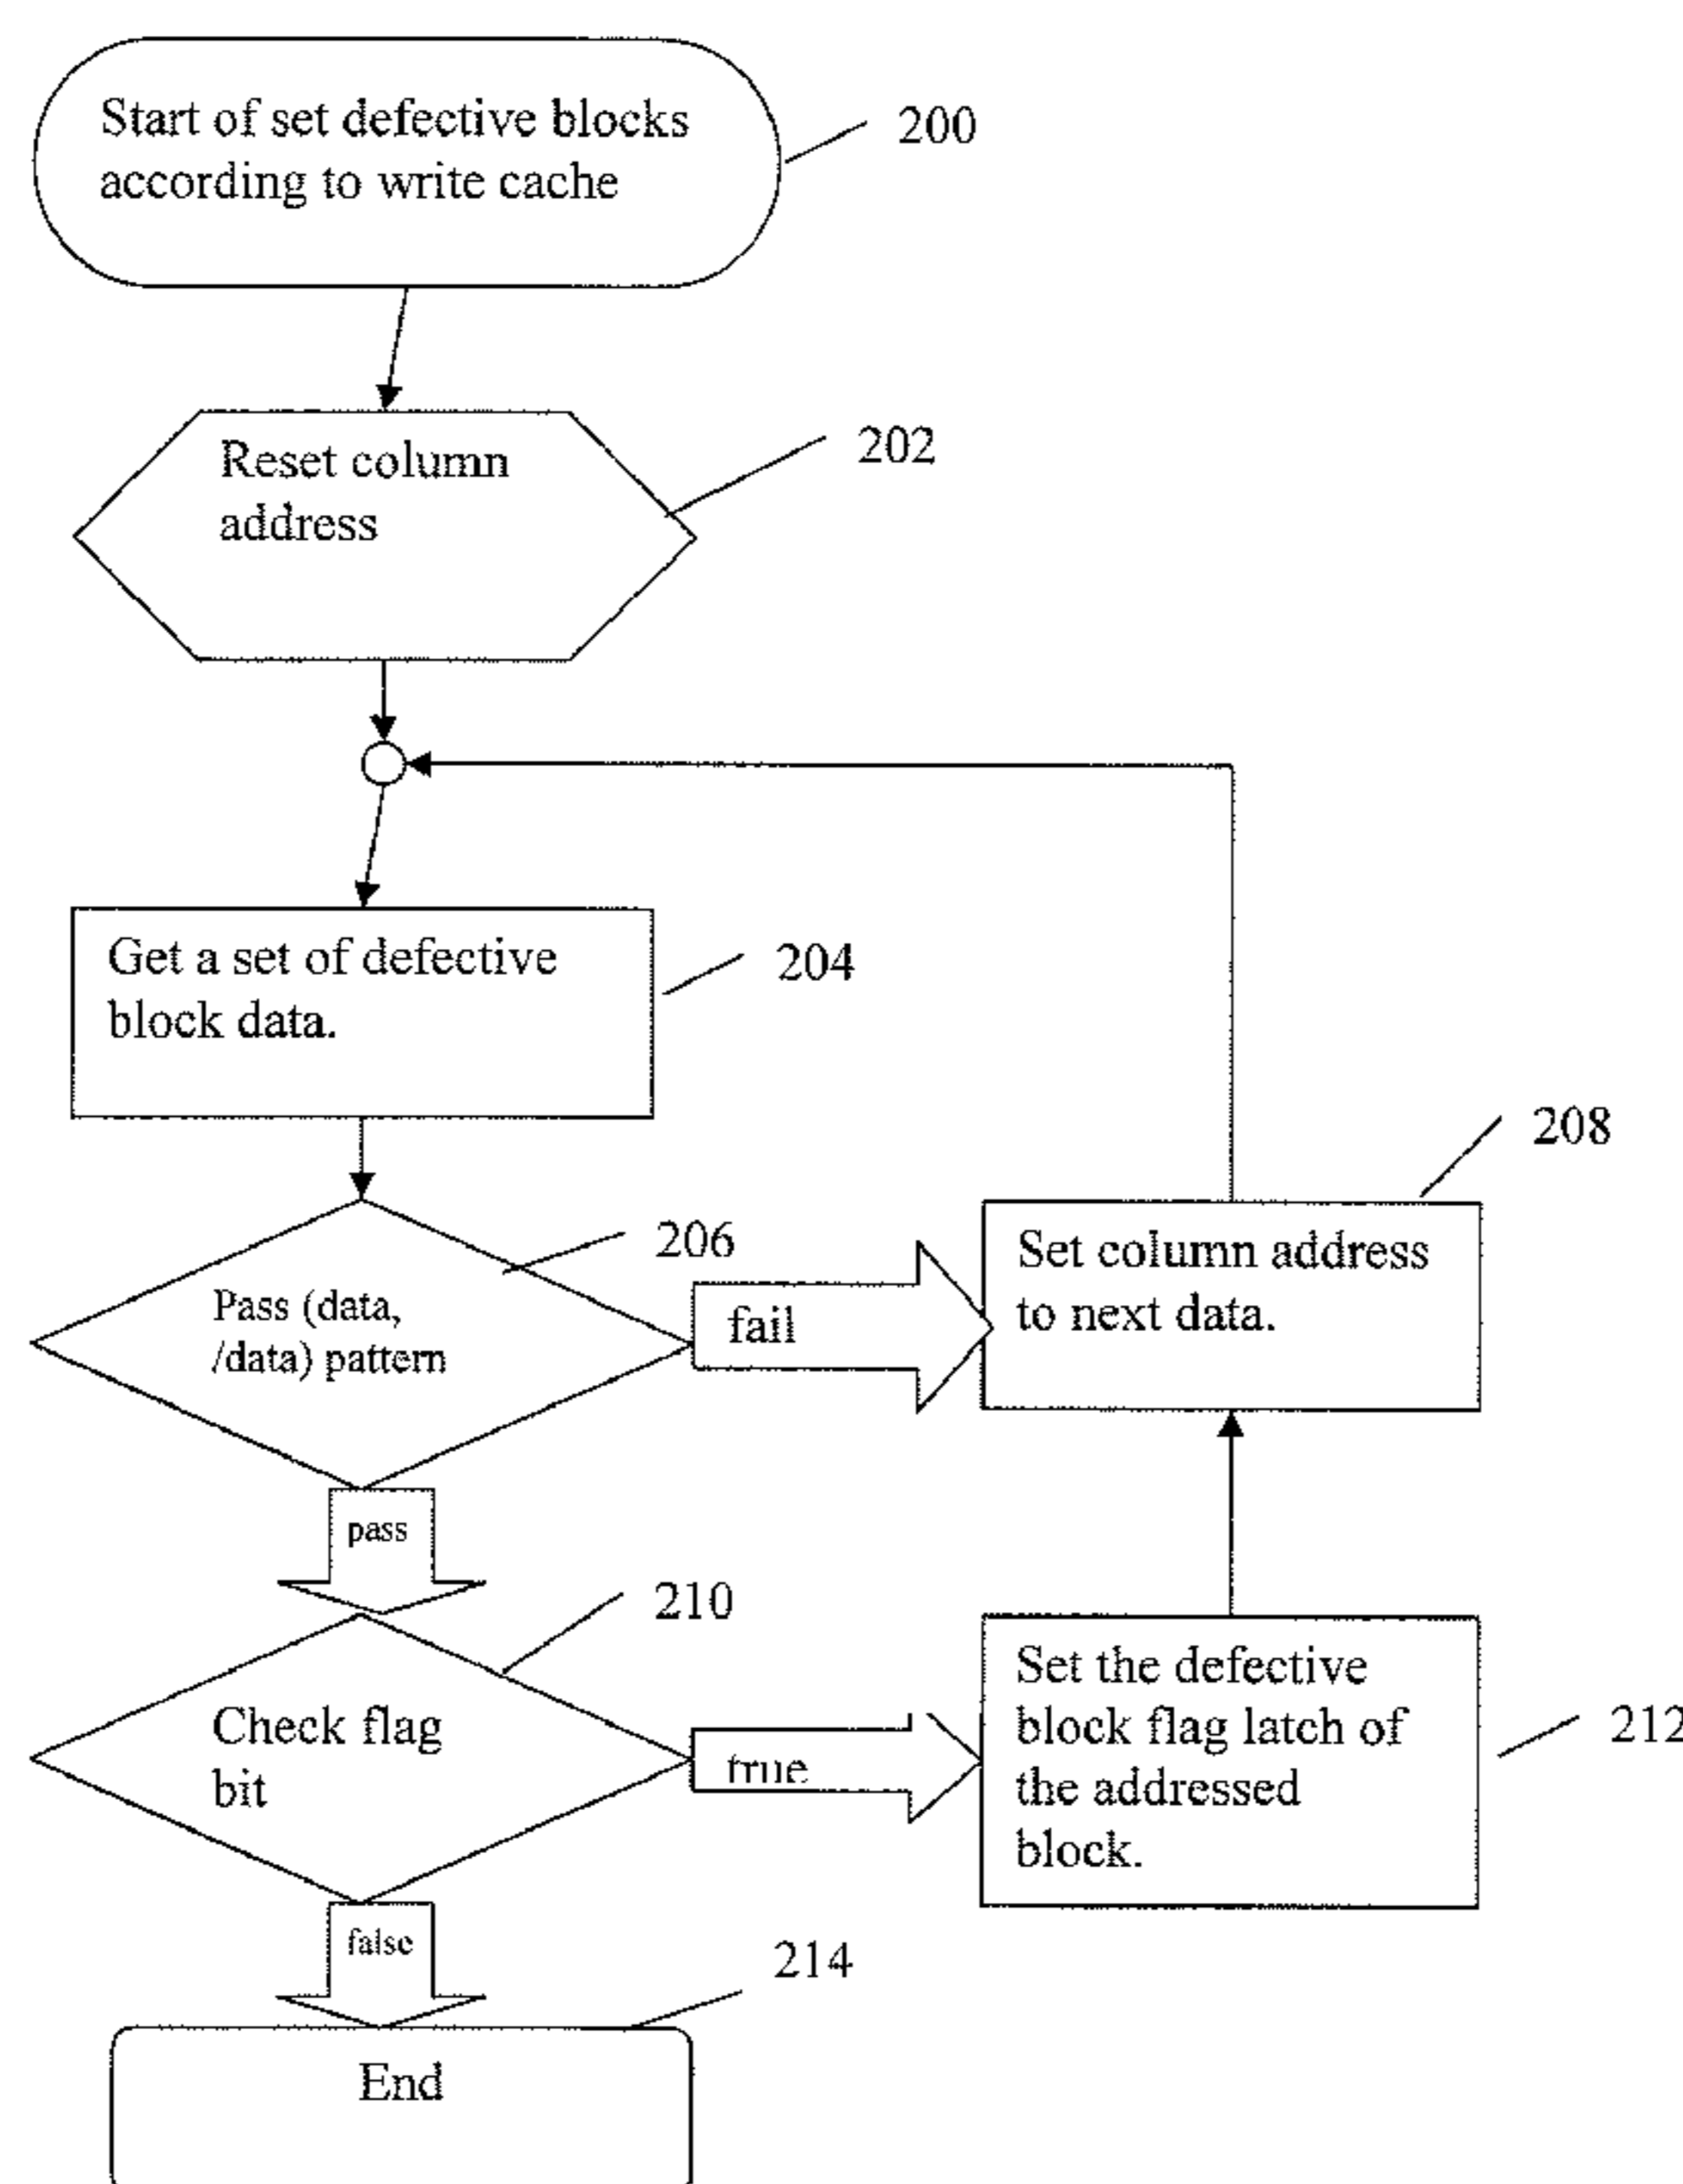 Start of set defective blocks
according to write cache
200
Reset column
address
202
Get a set of defective
block data.
204
208
Set column address
to next data.
206
Pass (data,
/data) pattern
fail
pass
210
Check flag
bit
true
Set the defective
block flag latch of
the addressed
block.
212
false
214
End